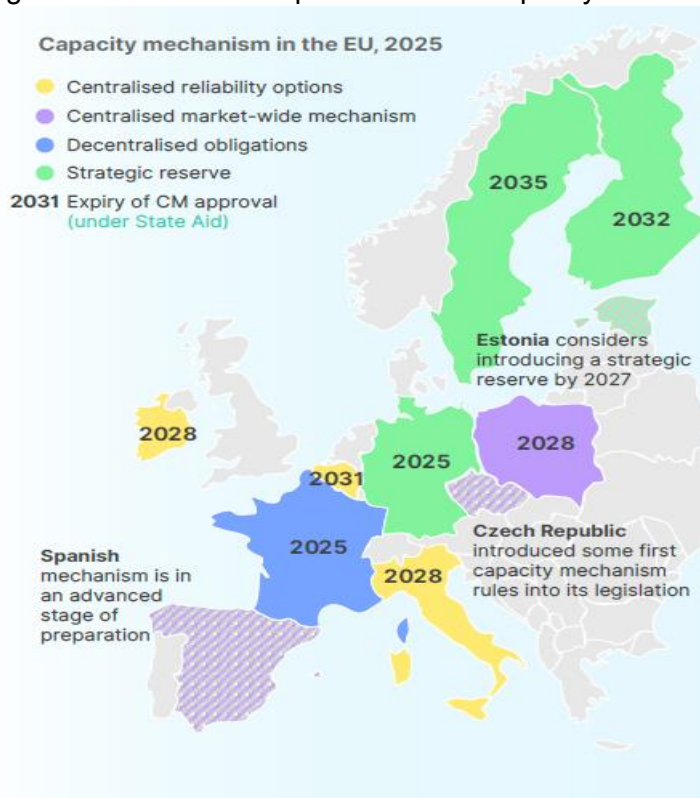 Capacity mechanism in the EU, 2025
Centralised reliability options
Centralised market-wide mechanism
Decentralised obligations
Strategic reserve
2031 Expiry of CM approval
(under State Aid)
2035
2032
Estonia considers
introducing a strategic
reserve by 2027
2028
2031
2025
2028
2025
2028
Czech Republic
introduced some first
capacity mechanism
rules into its legislation
Spanish
mechanism is in
an advanced
stage of
preparation